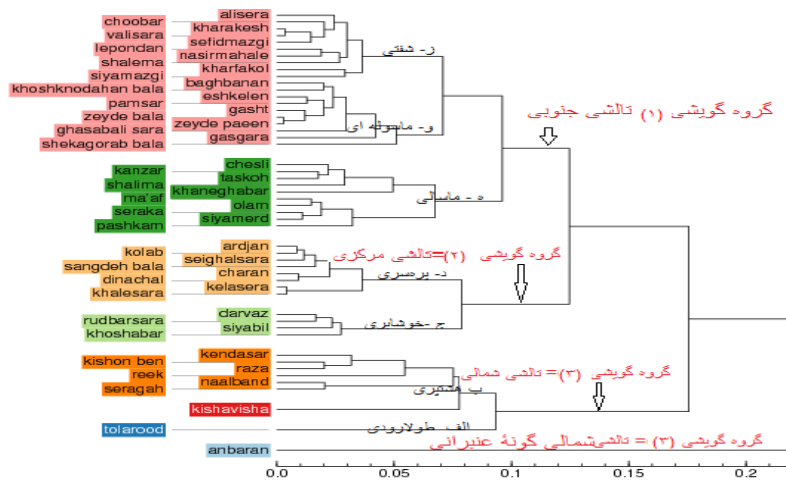 alisera
choobar
kharakesh
valisara
sefidmazgi
lepondan
nasirmahale
shalema
kharfakol
siyamazgi
baghbanan
khoshknodahan bala
eshkelen
pamsar
gasht
zeyde bala
zeyde paeen
ghasabali sara
gasgara
shekagorab bala
ز- شفتی
و- ماسوله ای
گروه گویشی (۱) تالشی جنوبی
chesli
kanzar
taskoh
shalima
khaneghabar
ma'af
olam
seraka
siyamerd
pashkam
ه - ماسالی
ardjan
kolab
seighalsara
sangdeh bala
charan
dinachal
kelasera
khalesara
گروه گویشی (۲)=تالشی مرکزی
د- پره‌سری
darvaz
rudbarsara
siyabil
khoshabar
ج -خوشابری
kendasar
kishon ben
raza
reek
naalband
seragah
گروه گویشی (۳)= تالشی شمالی
ب هشتپری
kishavisha
tolarood
الف- طولارودی
anbaran
گروه گویشی (۳) = تالشی‌شمالی گونهٔ عنبرانی
0.0 0.05 0.1 0.15 0.2